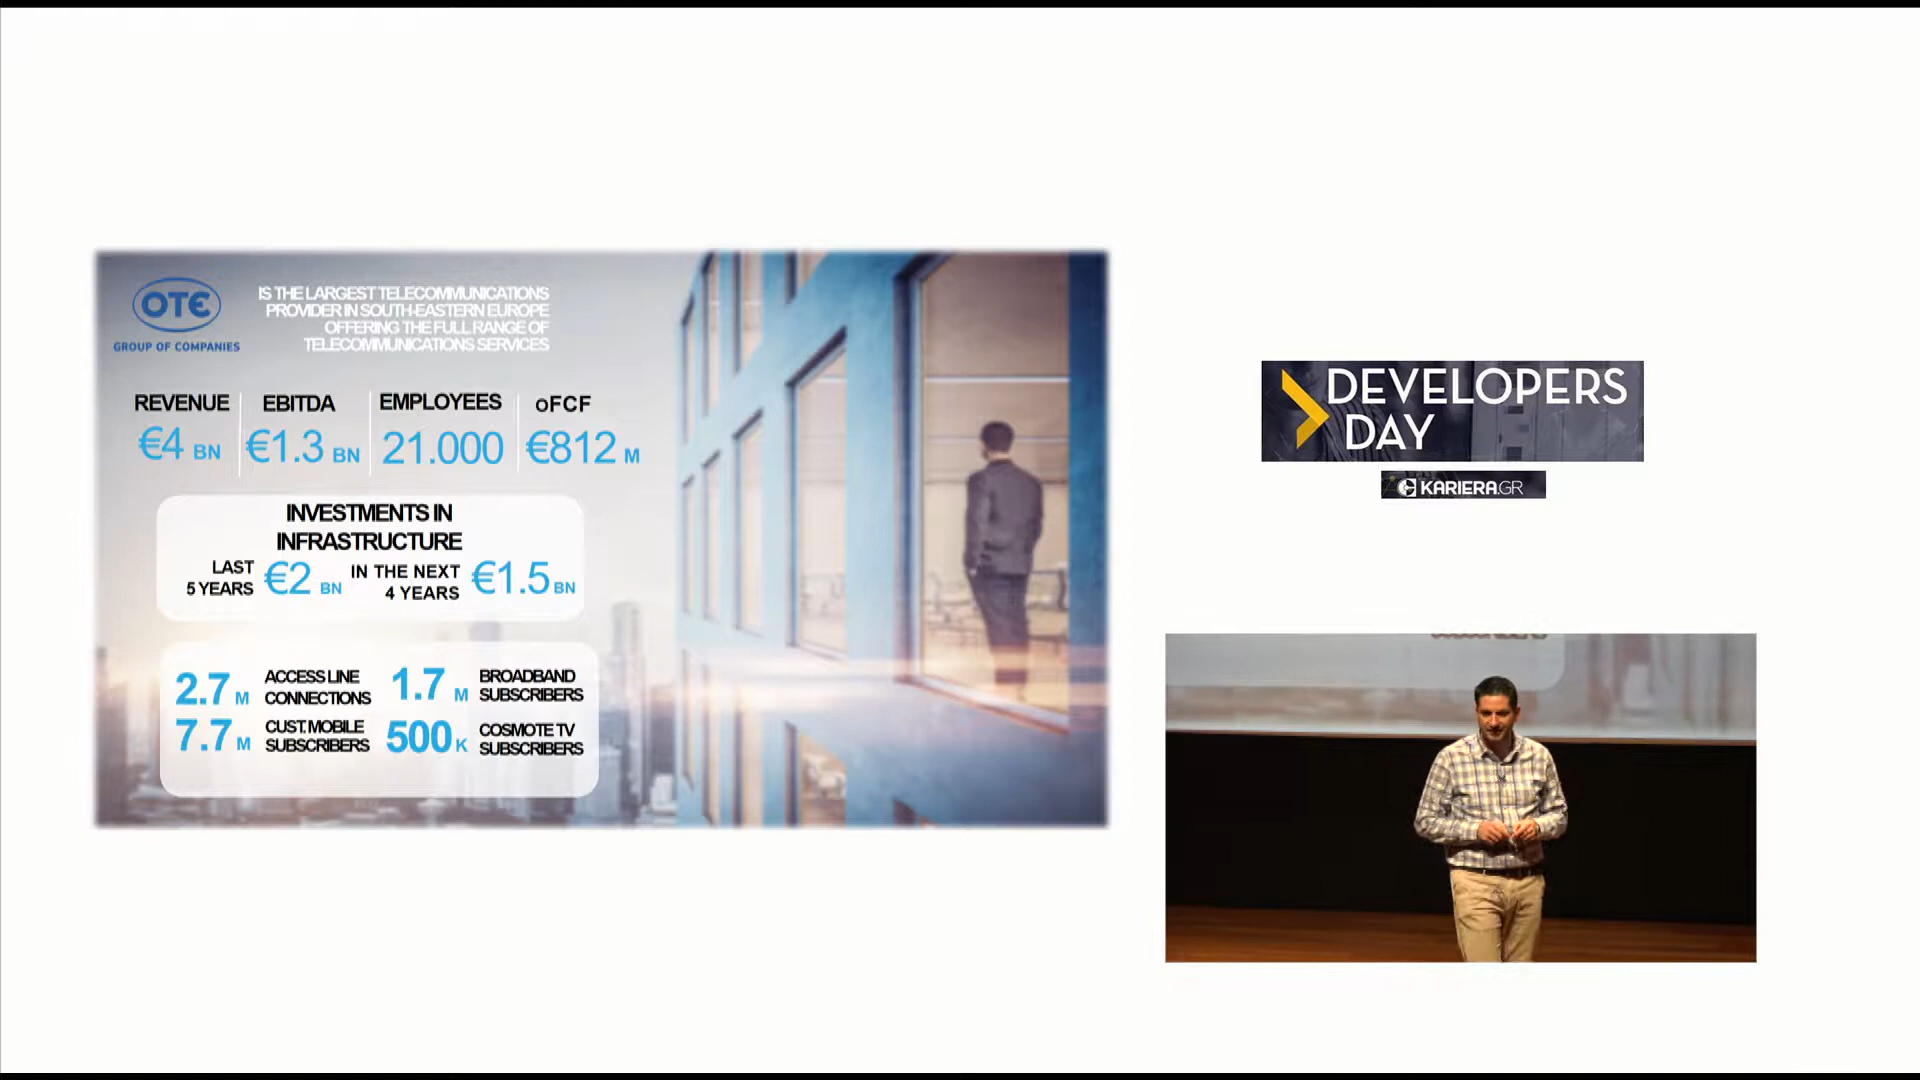 OTE
GROUP OF COMPANIES
IS THE LARGEST TELECOMMUNICATIONS
PROVIDER IN SOUTH-EASTERN EUROPE
OFFERING THE FULL RANGE OF
TELECOMMUNICATIONS SERVICES
REVENUE
€4 BN
EBITDA
€1.3 BN
EMPLOYEES
21.000
oFCF
€812 M
INVESTMENTS IN
INFRASTRUCTURE
LAST
5 YEARS
€2 BN
IN THE NEXT
4 YEARS
€1.5 BN
2.7 M
ACCESS LINE
CONNECTIONS
1.7 M
BROADBAND
SUBSCRIBERS
7.7 M
CUST.MOBILE
SUBSCRIBERS
500 K
COSMOTE TV
SUBSCRIBERS
DEVELOPERS
DAY
KARIERA.GR